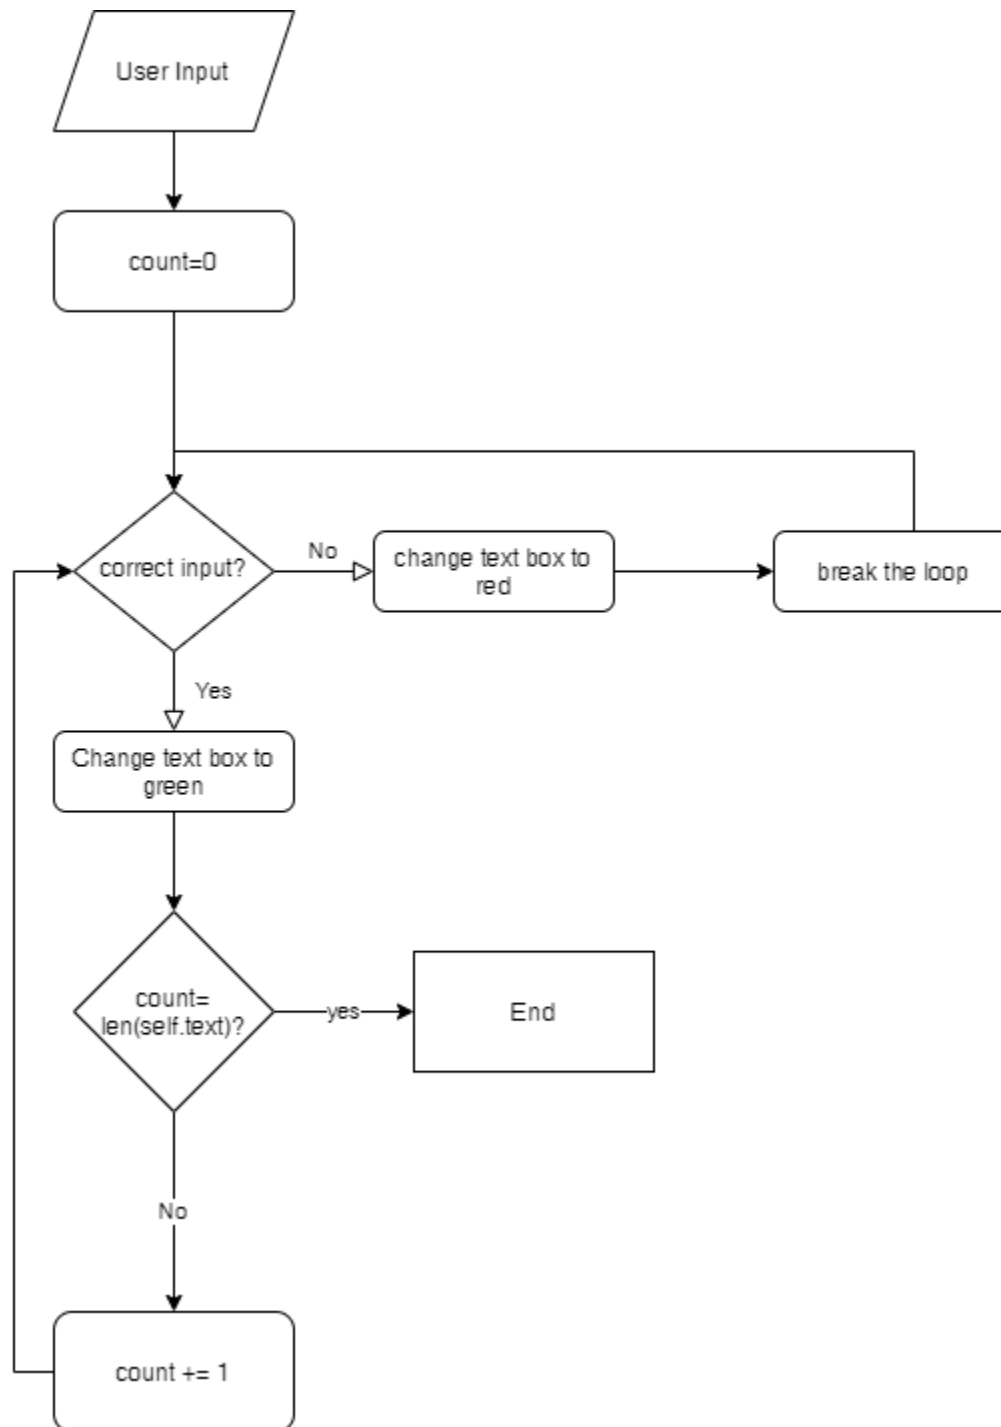 User Input
count=0
correct input?
No
change text box to
red
break the loop
Yes
Change text box to
green
count=
len(self.text)?
yes
End
No
count += 1